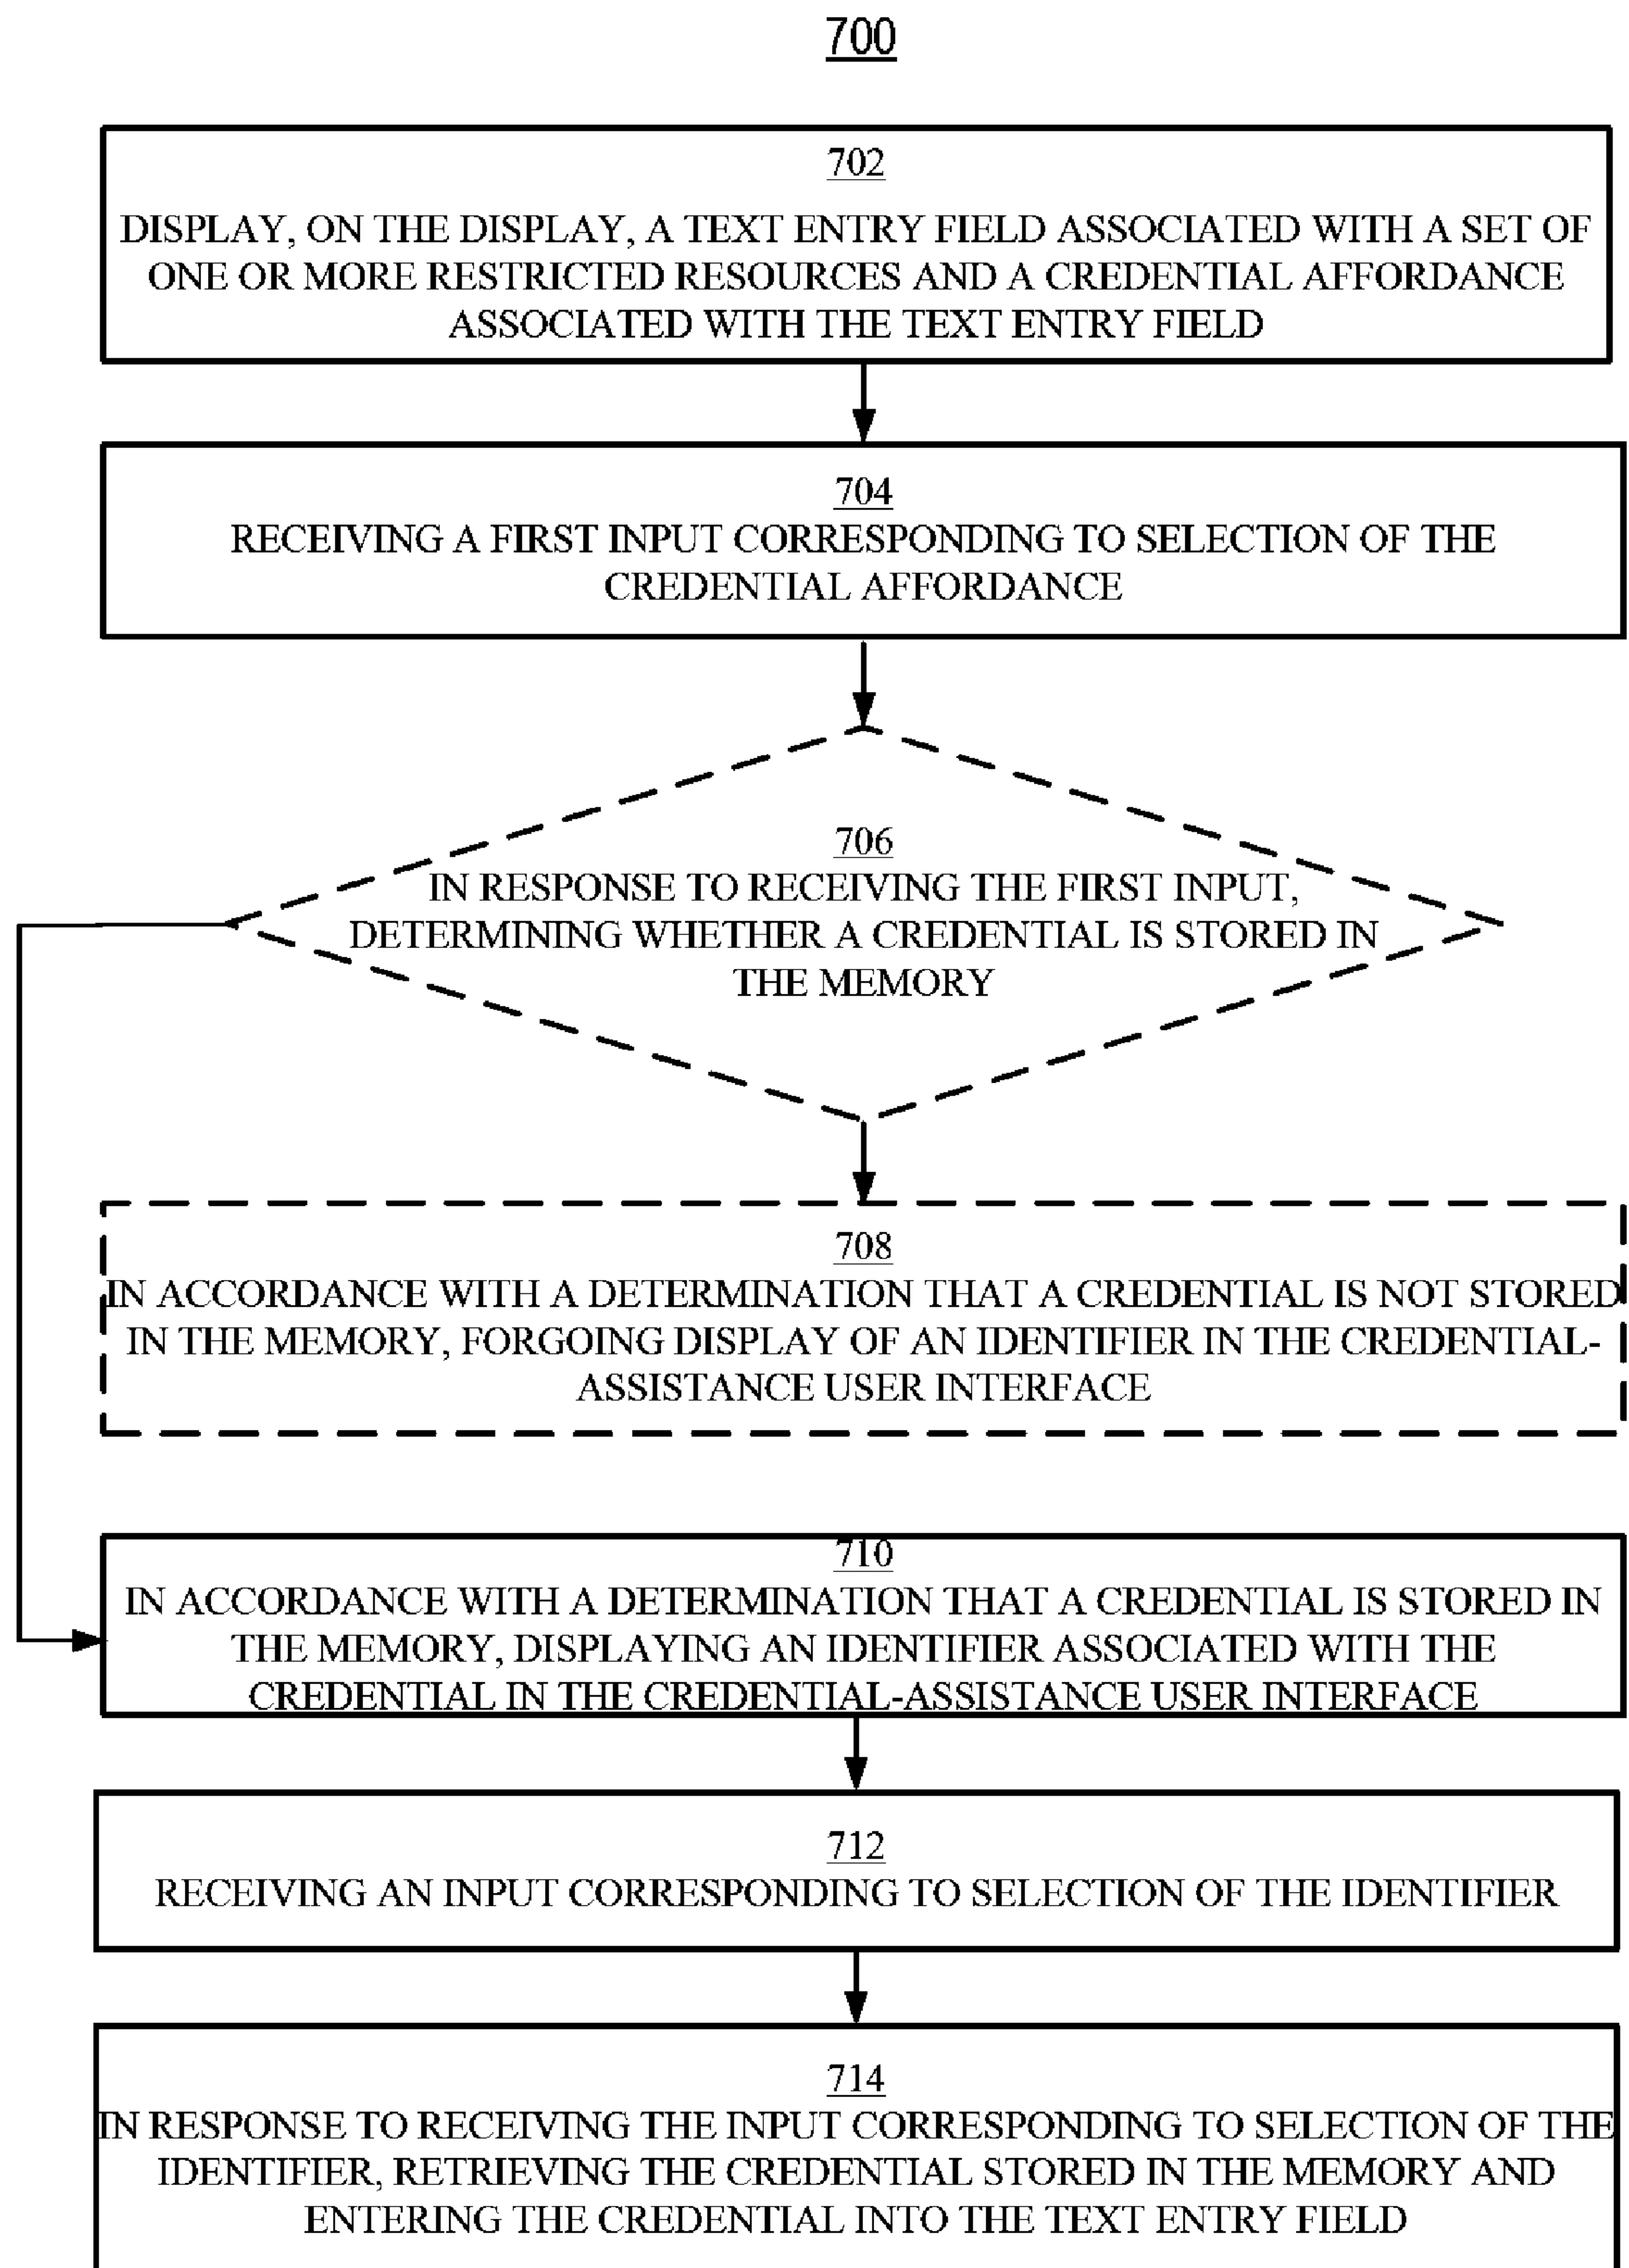 700
702
DISPLAY, ON THE DISPLAY, A TEXT ENTRY FIELD ASSOCIATED WITH A SET OF
ONE OR MORE RESTRICTED RESOURCES AND A CREDENTIAL AFFORDANCE
ASSOCIATED WITH THE TEXT ENTRY FIELD
704
RECEIVING A FIRST INPUT CORRESPONDING TO SELECTION OF THE
CREDENTIAL AFFORDANCE
706
IN RESPONSE TO RECEIVING THE FIRST INPUT,
DETERMINING WHETHER A CREDENTIAL IS STORED IN
THE MEMORY
708
IN ACCORDANCE WITH A DETERMINATION THAT A CREDENTIAL IS NOT STORED
IN THE MEMORY, FORGOING DISPLAY OF AN IDENTIFIER IN THE CREDENTIAL-
ASSISTANCE USER INTERFACE
710
IN ACCORDANCE WITH A DETERMINATION THAT A CREDENTIAL IS STORED IN
THE MEMORY, DISPLAYING AN IDENTIFIER ASSOCIATED WITH THE
CREDENTIAL IN THE CREDENTIAL-ASSISTANCE USER INTERFACE
712
RECEIVING AN INPUT CORRESPONDING TO SELECTION OF THE IDENTIFIER
714
IN RESPONSE TO RECEIVING THE INPUT CORRESPONDING TO SELECTION OF THE
IDENTIFIER, RETRIEVING THE CREDENTIAL STORED IN THE MEMORY AND
ENTERING THE CREDENTIAL INTO THE TEXT ENTRY FIELD